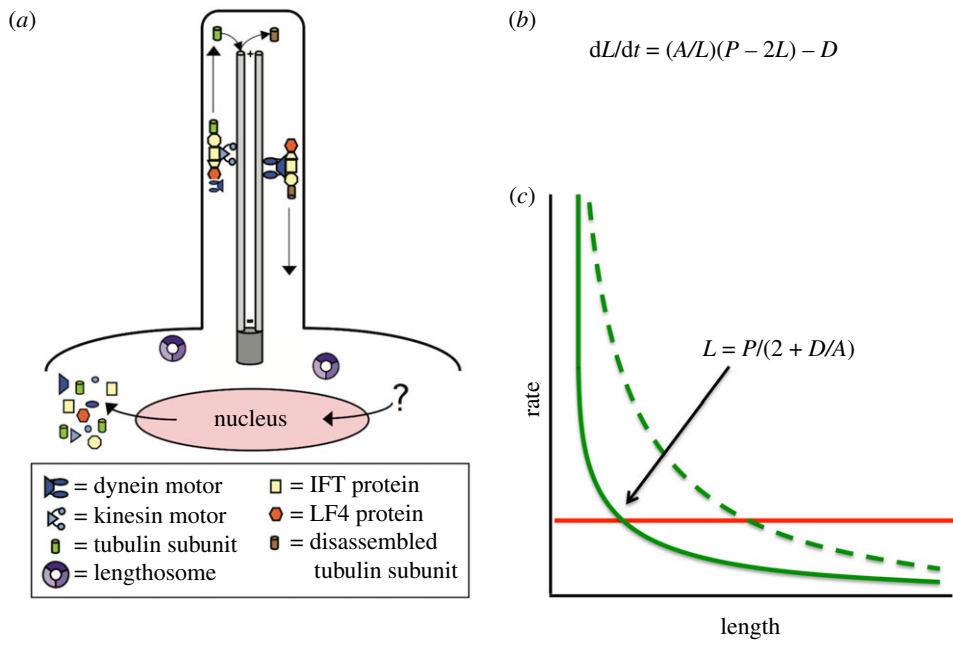 (a)
+
-
nucleus
?
= dynein motor
= kinesin motor
= tubulin subunit
= lengthosome
= IFT protein
= LF4 protein
= disassembled
tubulin subunit
(b)
dL/dt = (A/L)(P – 2L) – D
(c)
L = P/(2 + D/A)
rate
length